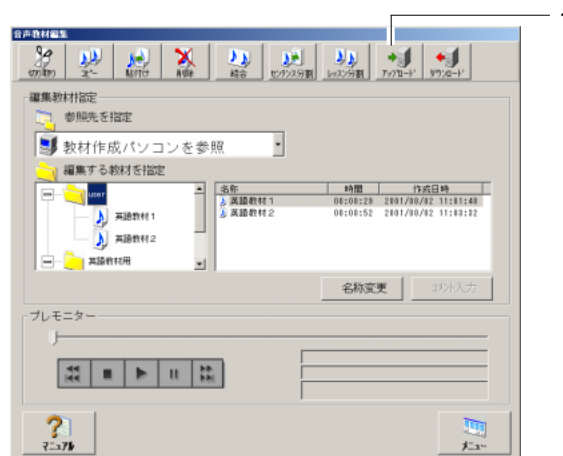 音声教材編集
切り取り コピー 貼付け 削除 結合 センテンス分割 レッスン分割 アップロード ダウンロード
編集教材指定
参照先を指定
教材作成パソコンを参照
編集する教材を指定
user
英語教材1
英語教材2
英語教材用
名称 時間 作成日時
英語教材1 00:00:20 2001/08/02 11:01:40
英語教材2 00:00:52 2001/08/02 11:03:32
名称変更 コメント入力
プレモニター
マニュアル メニュー